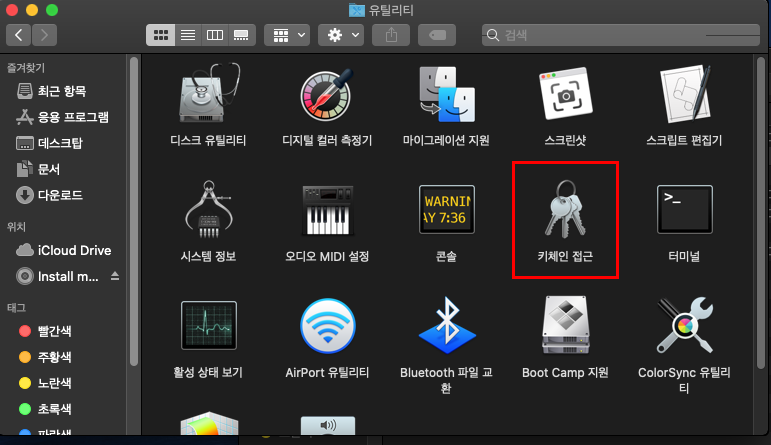 유틸리티
검색
즐겨찾기
최근 항목
응용 프로그램
데스크탑
문서
다운로드
위치
iCloud Drive
Install m...
태그
빨간색
주황색
노란색
초록색
파란색
디스크 유틸리티
디지털 컬러 측정기
마이그레이션 지원
스크린샷
스크립트 편집기
WARNIN
AY 7:36
>_
시스템 정보
오디오 MIDI 설정
콘솔
키체인 접근
터미널
활성 상태 보기
AirPort 유틸리티
Bluetooth 파일 교
환
Boot Camp 지원
ColorSync 유틸리
티